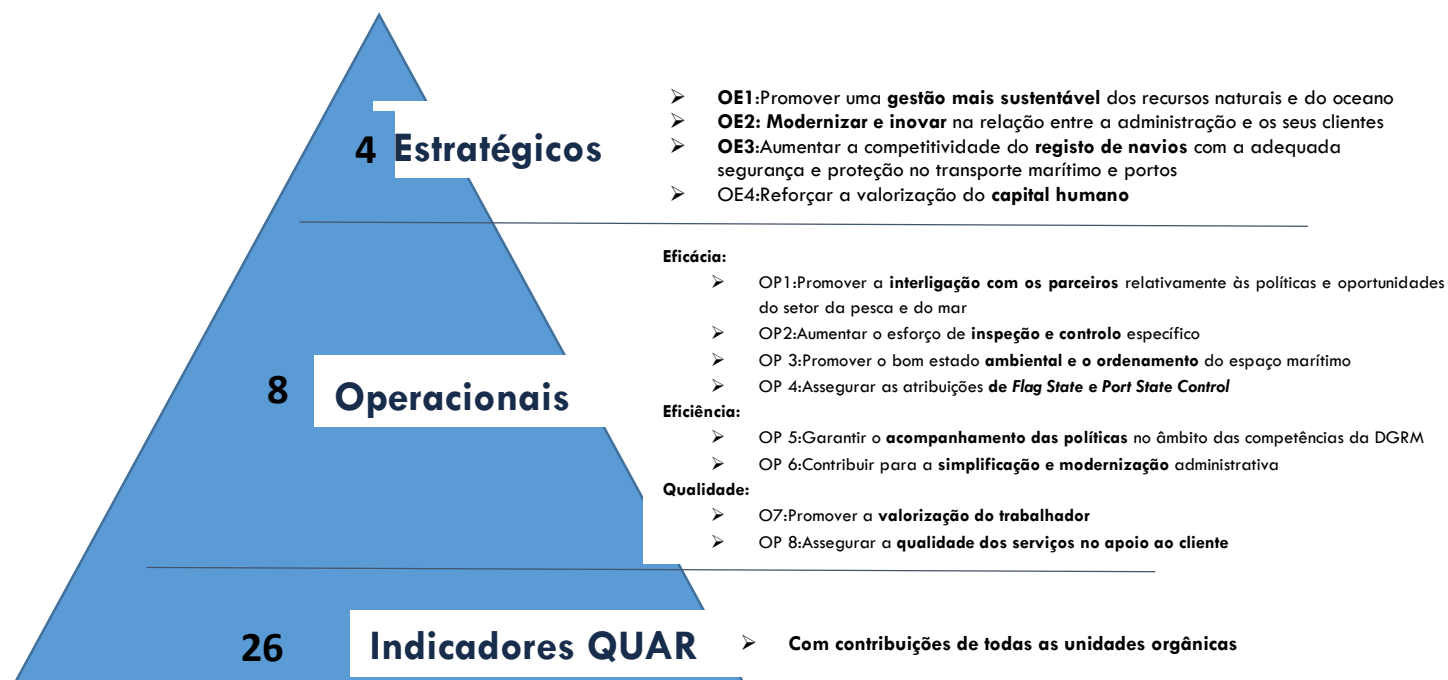 4 Estratégicos
➢ OE1:Promover uma gestão mais sustentável dos recursos naturais e do oceano
➢ OE2: Modernizar e inovar na relação entre a administração e os seus clientes
➢ OE3:Aumentar a competitividade do registo de navios com a adequada
segurança e proteção no transporte marítimo e portos
➢ OE4:Reforçar a valorização do capital humano
8 Operacionais
Eficácia:
➢ OP1:Promover a interligação com os parceiros relativamente às políticas e oportunidades
do setor da pesca e do mar
➢ OP2:Aumentar o esforço de inspeção e controlo específico
➢ OP 3:Promover o bom estado ambiental e o ordenamento do espaço marítimo
➢ OP 4:Assegurar as atribuições de Flag State e Port State Control
Eficiência:
➢ OP 5:Garantir o acompanhamento das políticas no âmbito das competências da DGRM
➢ OP 6:Contribuir para a simplificação e modernização administrativa
Qualidade:
➢ O7:Promover a valorização do trabalhador
➢ OP 8:Assegurar a qualidade dos serviços no apoio ao cliente
26 Indicadores QUAR
➢ Com contribuições de todas as unidades orgânicas